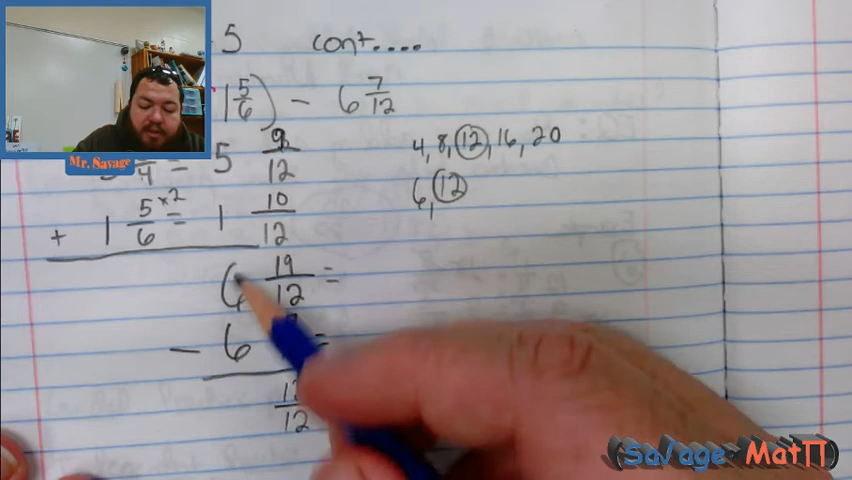 5 cont....
1 5/6) - 6 7/12
4 = 5 9/12 4, 8, 12, 16, 20
+ 1 5/6 ×2 = 1 10/12 6, 12
6 19/12 =
- 6 =
12
Mr. Savage
(Savage MatΠ)